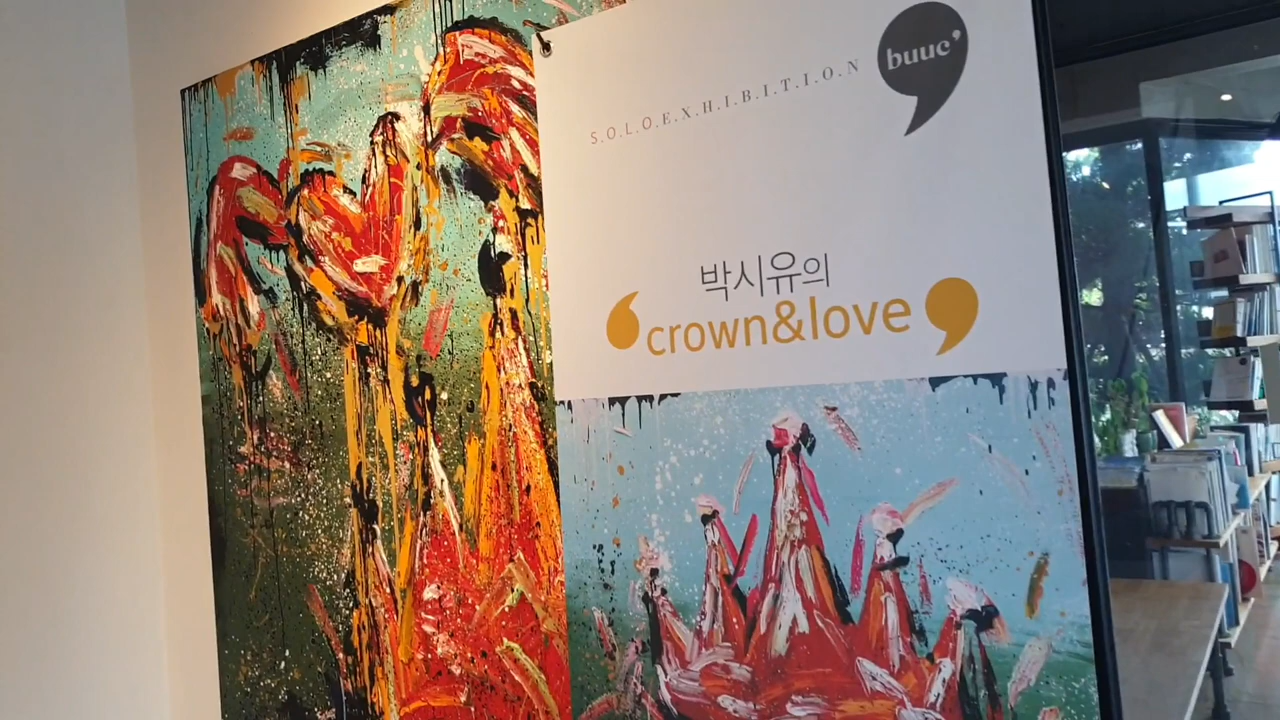 buuc’
S.O.L.O.E.X.H.I.B.I.T.I.O.N
박시유의
‘crown&love’